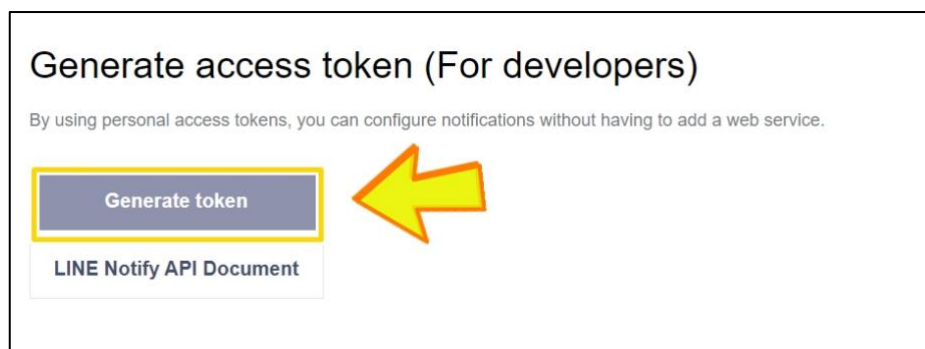 Generate access token (For developers)
By using personal access tokens, you can configure notifications without having to add a web service.
Generate token
LINE Notify API Document